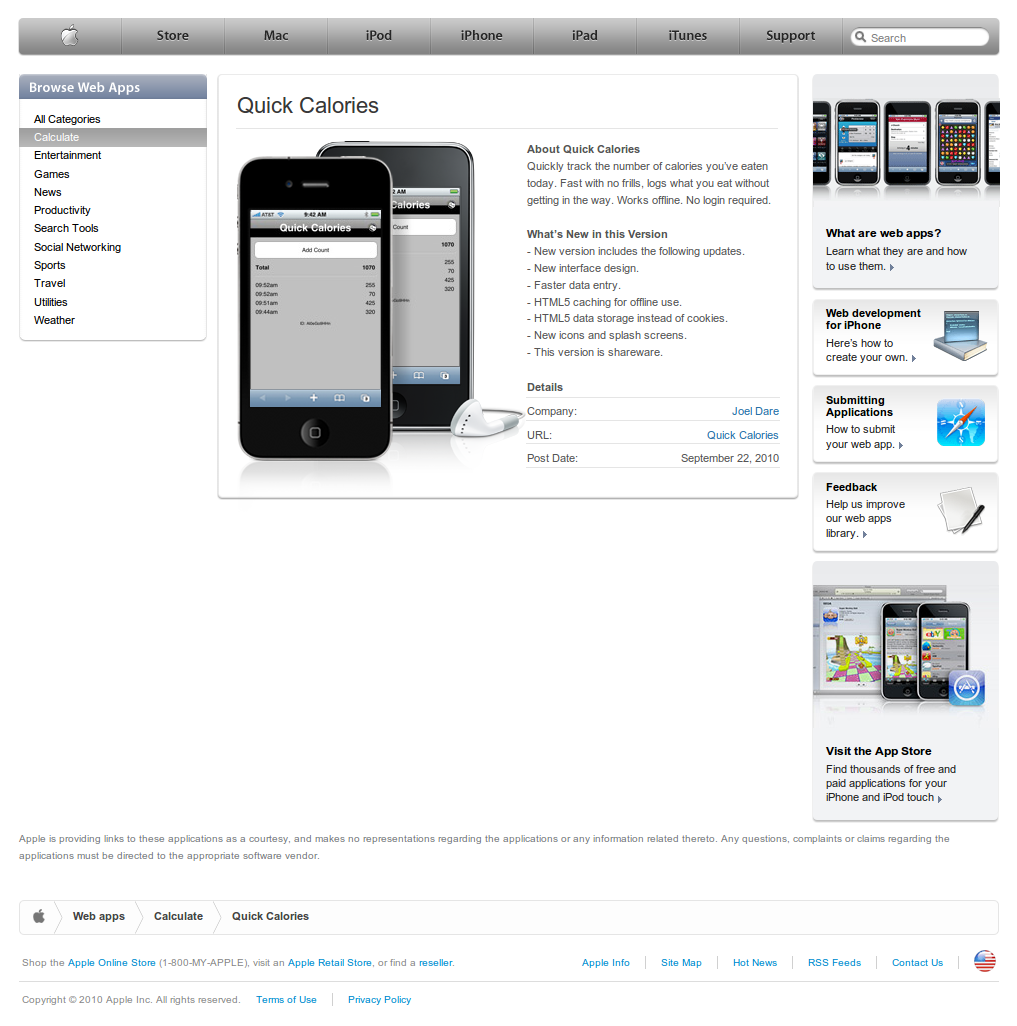 Store
Mac
iPod
iPhone
iPad
iTunes
Support
Search
Browse Web Apps
All Categories
Calculate
Entertainment
Games
News
Productivity
Search Tools
Social Networking
Sports
Travel
Utilities
Weather
Quick Calories
AT&T 9:42 AM
Quick Calories
Add Count
Total 1070
09:52am 255
09:52am 70
09:51am 425
09:44am 320
2 AM
Calories
Count
1070
255
70
425
320
About Quick Calories
Quickly track the number of calories you've eaten
today. Fast with no frills, logs what you eat without
getting in the way. Works offline. No login required.
What's New in this Version
- New version includes the following updates.
- New interface design.
- Faster data entry.
- HTML5 caching for offline use.
- HTML5 data storage instead of cookies.
- New icons and splash screens.
- This version is shareware.
Details
Company: Joel Dare
URL: Quick Calories
Post Date: September 22, 2010
What are web apps?
Learn what they are and how
to use them.
Web development
for iPhone
Here's how to
create your own.
Submitting
Applications
How to submit
your web app.
Feedback
Help us improve
our web apps
library.
ebY
Visit the App Store
Find thousands of free and
paid applications for your
iPhone and iPod touch
Apple is providing links to these applications as a courtesy, and makes no representations regarding the applications or any information related thereto. Any questions, complaints or claims regarding the
applications must be directed to the appropriate software vendor.
Web apps
Calculate
Quick Calories
Shop the Apple Online Store (1-800-MY-APPLE), visit an Apple Retail Store, or find a reseller.
Apple Info
Site Map
Hot News
RSS Feeds
Contact Us
Copyright © 2010 Apple Inc. All rights reserved.
Terms of Use
Privacy Policy